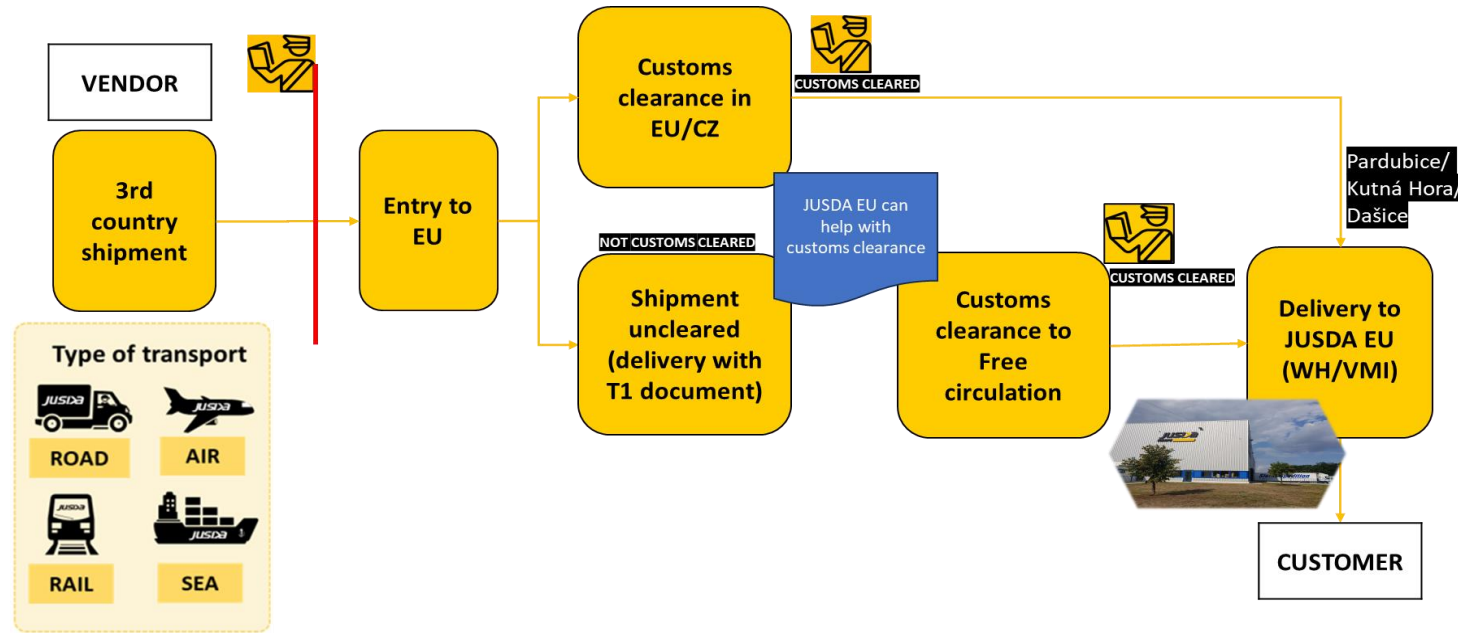 VENDOR
3rd
country
shipment
Type of transport
JUSDA
ROAD
JUSDA
AIR
JUSDA
RAIL
JUSDA
SEA
Entry to
EU
Customs
clearance in
EU/CZ
CUSTOMS CLEARED
JUSDA EU can
help with
customs clearance
NOT CUSTOMS CLEARED
Shipment
uncleared
(delivery with
T1 document)
CUSTOMS CLEARED
Customs
clearance to
Free
circulation
Pardubice/
Kutná Hora/
Dašice
Delivery to
JUSDA EU
(WH/VMI)
JUSDA
CUSTOMER